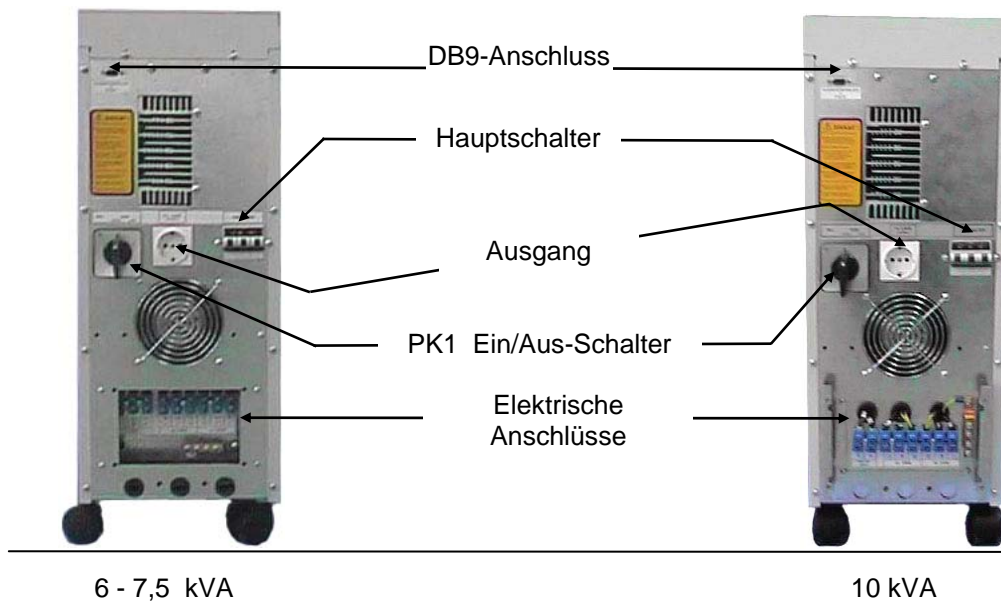 DB9-Anschluss
Hauptschalter
Ausgang
PK1 Ein/Aus-Schalter
Elektrische
Anschlüsse
6 - 7,5 kVA
10 kVA